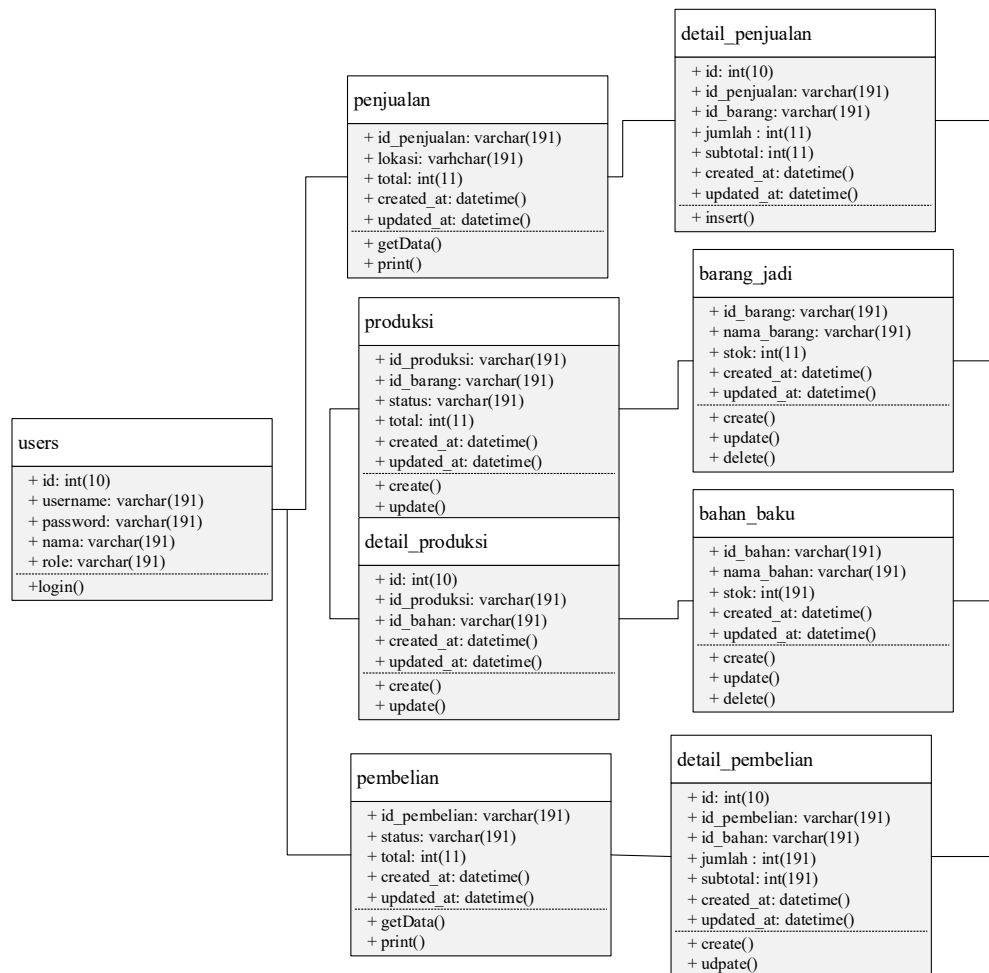 detail_penjualan
+ id: int(10)
+ id_penjualan: varchar(191)
+ id_barang: varchar(191)
+ jumlah : int(11)
+ subtotal: int(11)
+ created_at: datetime()
+ updated_at: datetime()
+ insert()
penjualan
+ id_penjualan: varchar(191)
+ lokasi: varhchar(191)
+ total: int(11)
+ created_at: datetime()
+ updated_at: datetime()
+ getData()
+ print()
barang_jadi
+ id_barang: varchar(191)
+ nama_barang: varchar(191)
+ stok: int(11)
+ created_at: datetime()
+ updated_at: datetime()
+ create()
+ update()
+ delete()
produksi
+ id_produksi: varchar(191)
+ id_barang: varchar(191)
+ status: varchar(191)
+ total: int(11)
+ created_at: datetime()
+ updated_at: datetime()
+ create()
+ update()
users
+ id: int(10)
+ username: varchar(191)
+ password: varchar(191)
+ nama: varchar(191)
+ role: varchar(191)
+login()
bahan_baku
+ id_bahan: varchar(191)
+ nama_bahan: varchar(191)
+ stok: int(191)
+ created_at: datetime()
+ updated_at: datetime()
+ create()
+ update()
+ delete()
detail_produksi
+ id: int(10)
+ id_produksi: varchar(191)
+ id_bahan: varchar(191)
+ created_at: datetime()
+ updated_at: datetime()
+ create()
+ update()
pembelian
+ id_pembelian: varchar(191)
+ status: varchar(191)
+ total: int(11)
+ created_at: datetime()
+ updated_at: datetime()
+ getData()
+ print()
detail_pembelian
+ id: int(10)
+ id_pembelian: varchar(191)
+ id_bahan: varchar(191)
+ jumlah : int(191)
+ subtotal: int(191)
+ created_at: datetime()
+ updated_at: datetime()
+ create()
+ udpate()